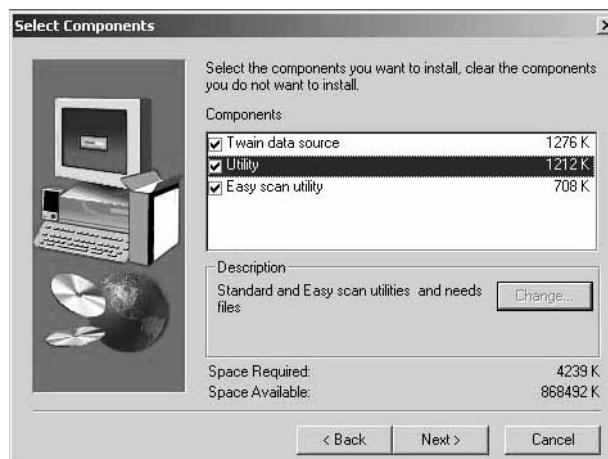 Select Components
Select the components you want to install, clear the components
you do not want to install.
Components
Twain data source 1276 K
Utility 1212 K
Easy scan utility 708 K
Description
Standard and Easy scan utilities and needs
files
Change...
Space Required: 4239 K
Space Available: 868492 K
< Back Next > Cancel